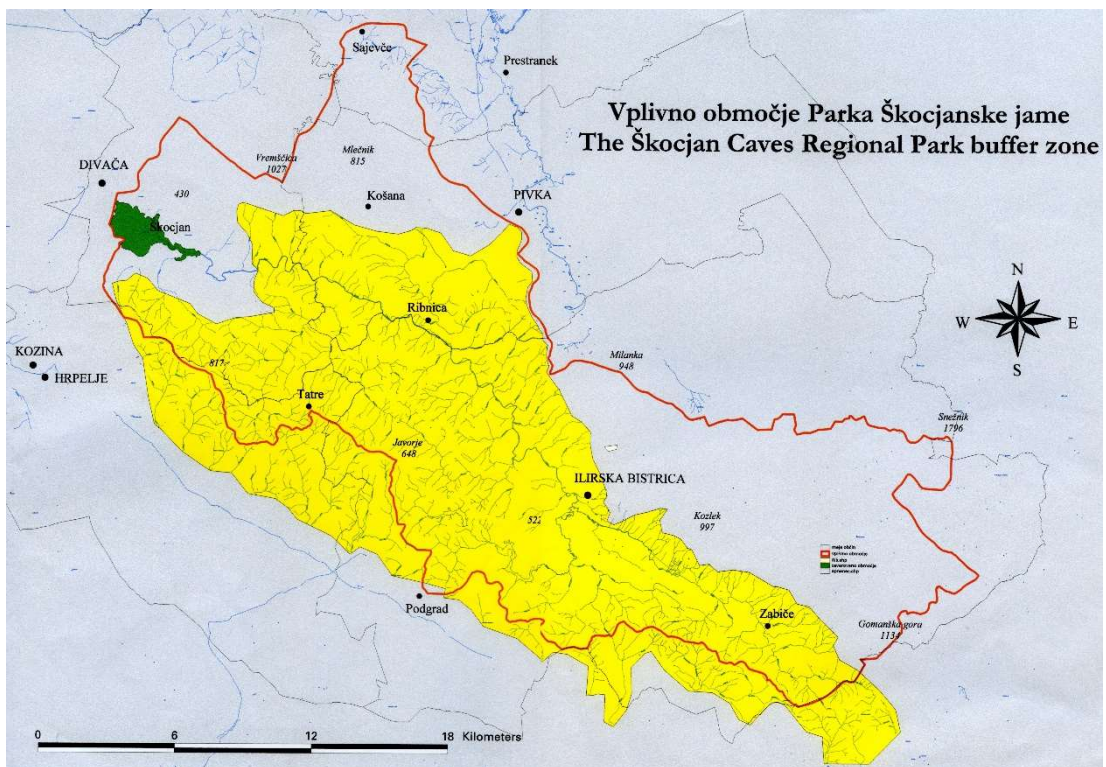 Vplivno območje Parka Škocjanske jame
The Škocjan Caves Regional Park buffer zone
Sajevče
Prestranek
Vremščica
1027
Mlečnik
815
DIVAČA
430
Košana
PIVKA
Škocjan
N
W E
S
Ribnica
KOZINA
HRPELJE
817
Milanka
948
Tatre
Snežnik
1796
Javorje
648
ILIRSKA BISTRICA
522
Kozlek
997
Podgrad
Zabiče
Gomanjška gora
1134
0 6 12 18 Kilometers